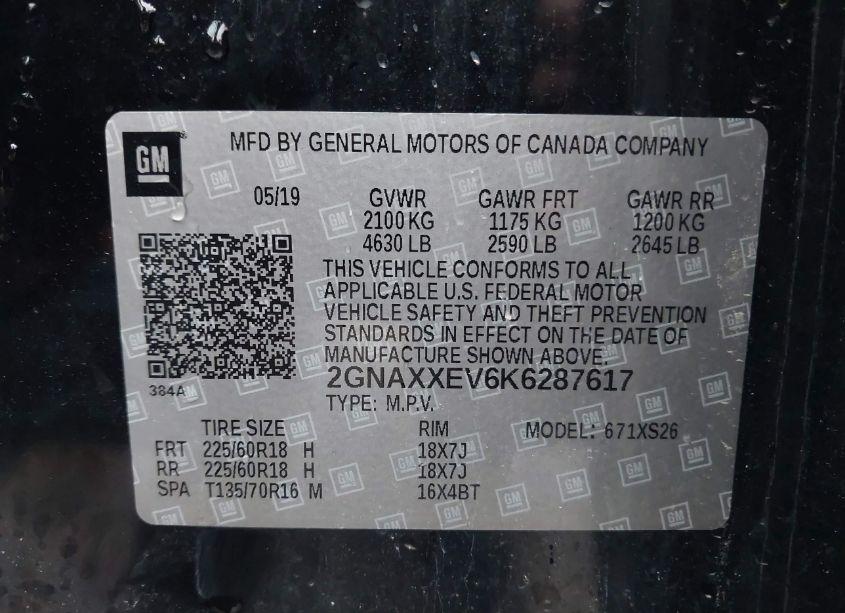 GM
MFD BY GENERAL MOTORS OF CANADA COMPANY
05/19 GVWR GAWR FRT GAWR RR
2100 KG 1175 KG 1200 KG
4630 LB 2590 LB 2645 LB
THIS VEHICLE CONFORMS TO ALL
APPLICABLE U.S. FEDERAL MOTOR
VEHICLE SAFETY AND THEFT PREVENTION
STANDARDS IN EFFECT ON THE DATE OF
MANUFACTURE SHOWN ABOVE:
384A
2GNAXXEV6K6287617
TYPE: M.P.V.
TIRE SIZE RIM MODEL: 671XS26
FRT 225/60R18 H 18X7J
RR 225/60R18 H 18X7J
SPA T135/70R16 M 16X4BT